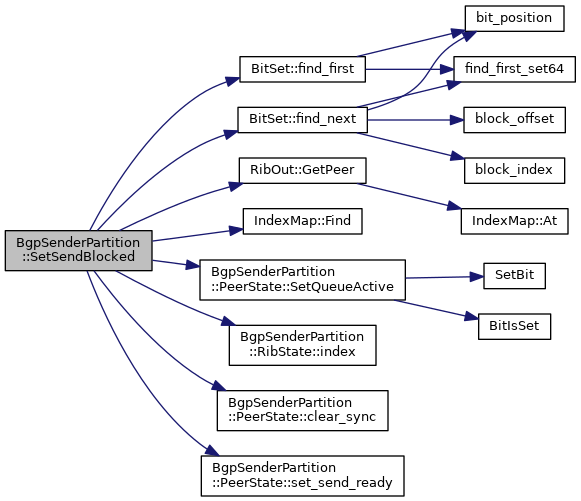 BgpSenderPartition
::SetSendBlocked
BitSet::find_first
BitSet::find_next
RibOut::GetPeer
IndexMap::Find
BgpSenderPartition
::PeerState::SetQueueActive
BgpSenderPartition
::RibState::index
BgpSenderPartition
::PeerState::clear_sync
BgpSenderPartition
::PeerState::set_send_ready
bit_position
find_first_set64
block_offset
block_index
IndexMap::At
SetBit
BitIsSet